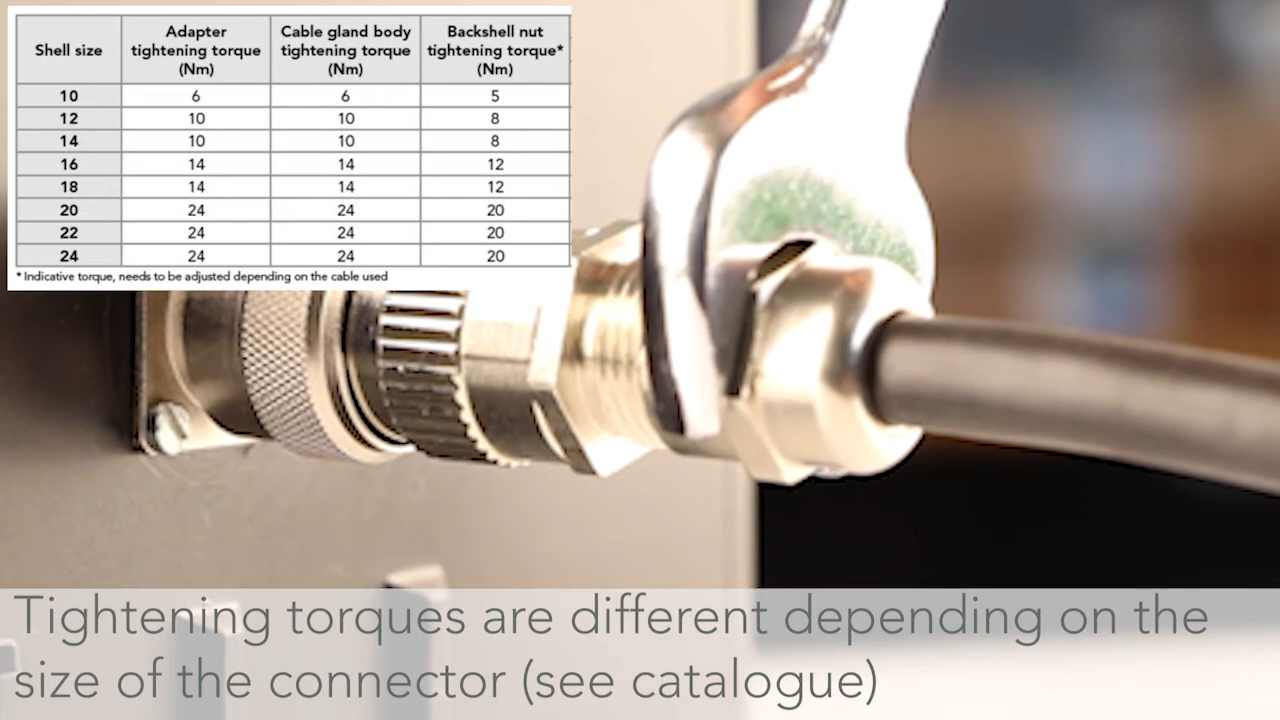 Shell size Adapter tightening torque (Nm) Cable gland body tightening torque (Nm) Backshell nut tightening torque* (Nm)
10 6 6 5
12 10 10 8
14 10 10 8
16 14 14 12
18 14 14 12
20 24 24 20
22 24 24 20
24 24 24 20
* Indicative torque, needs to be adjusted depending on the cable used
Tightening torques are different depending on the
size of the connector (see catalogue)